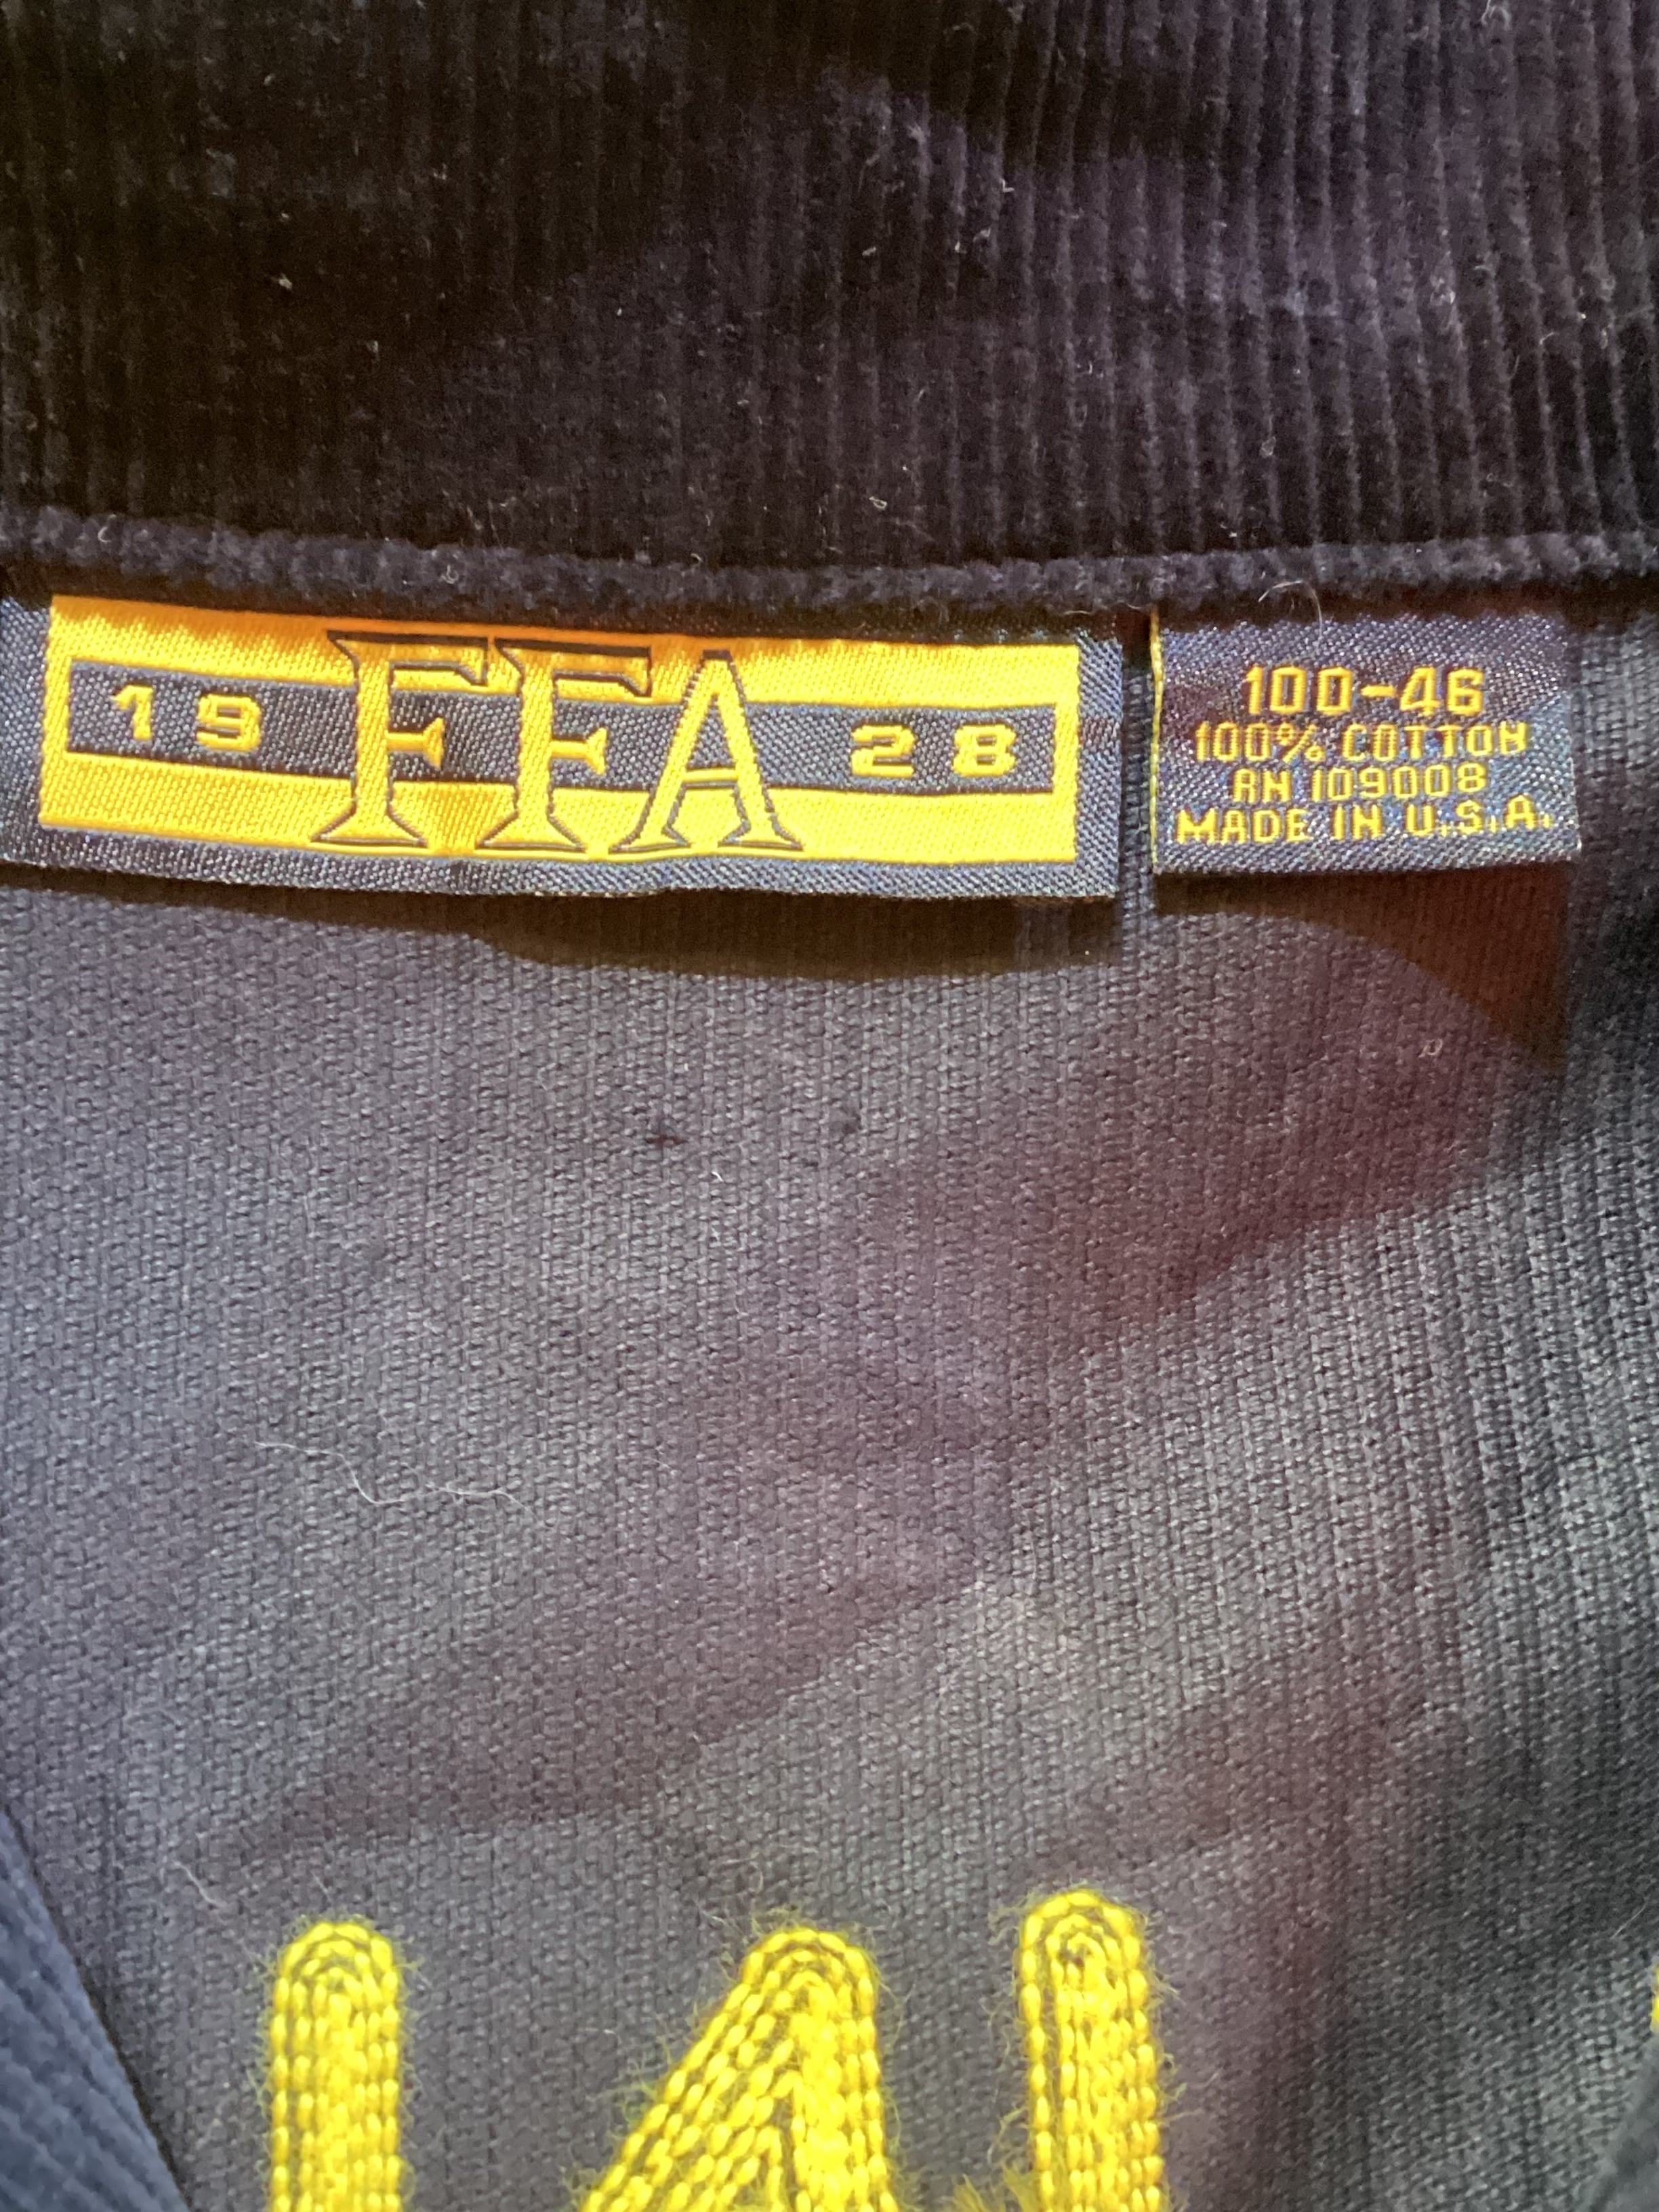 19 FFA 28
100-46
100% COTTON
RN 109008
MADE IN U.S.A.